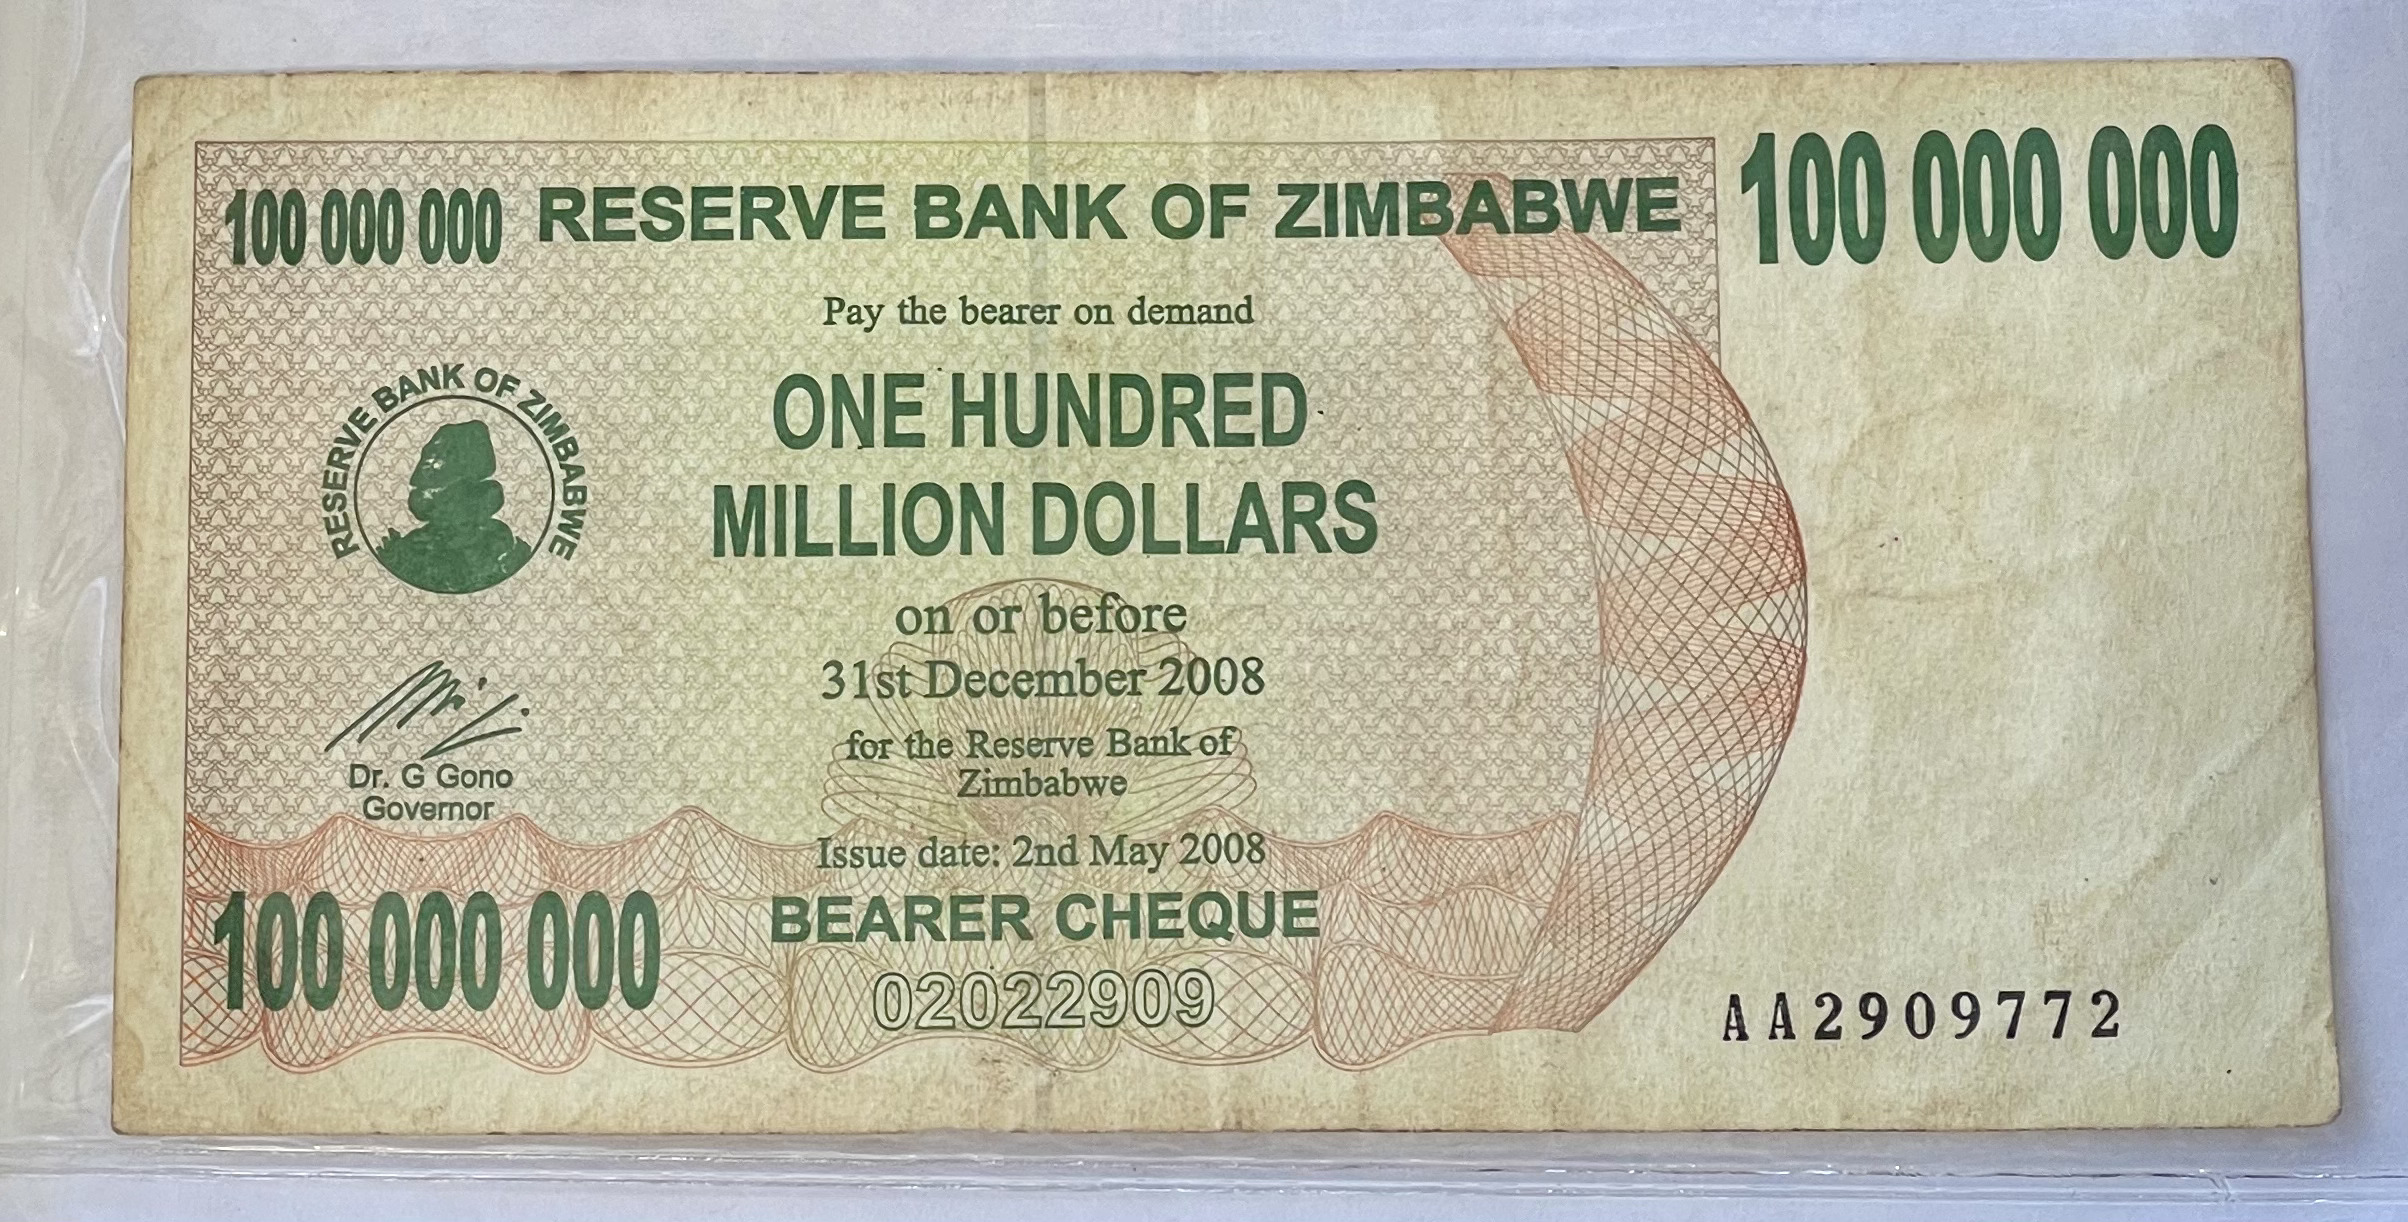 100 000 000 RESERVE BANK OF ZIMBABWE 100 000 000
Pay the bearer on demand
ONE HUNDRED
MILLION DOLLARS
RESERVE BANK OF ZIMBABWE
on or before
31st December 2008
for the Reserve Bank of
Zimbabwe
Dr. G Gono
Governor
Issue date: 2nd May 2008
100 000 000 BEARER CHEQUE
02022909
AA2909772